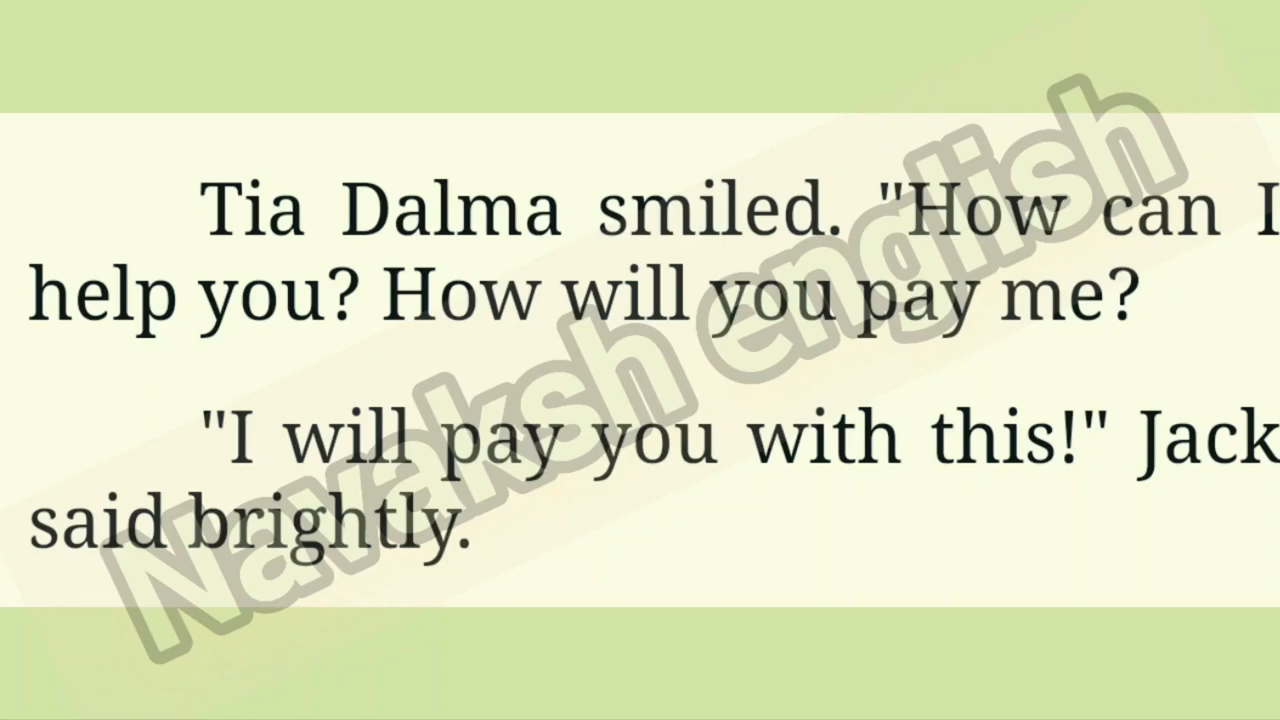 Tia Dalma smiled. "How can I
help you? How will you pay me?
"I will pay you with this!" Jack
said brightly.
Navaksh english